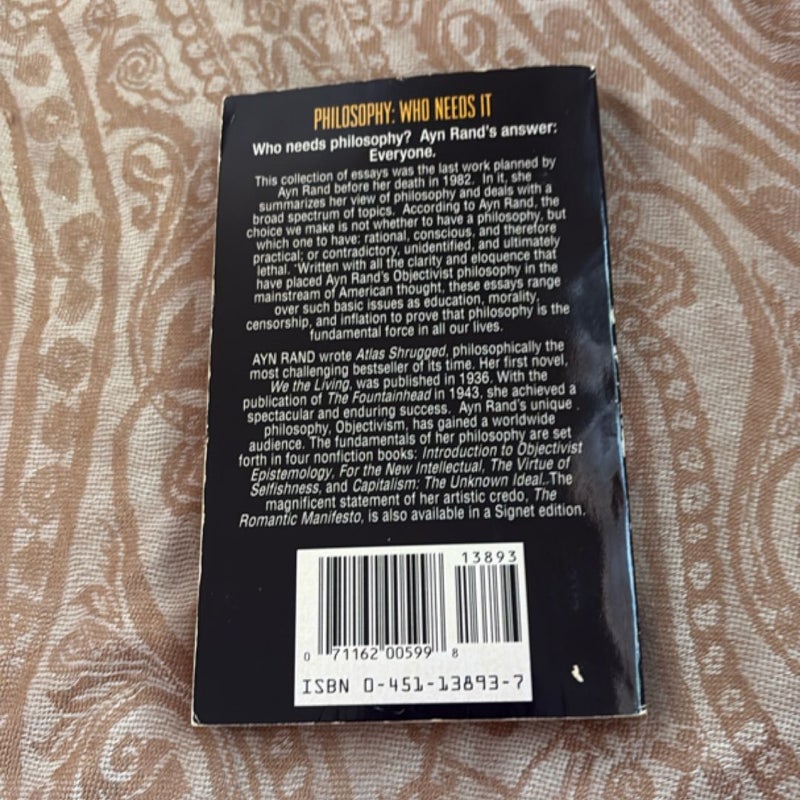 PHILOSOPHY: WHO NEEDS IT
Who needs philosophy? Ayn Rand's answer:
Everyone.
This collection of essays was the last work planned by
Ayn Rand before her death in 1982. In it, she
summarizes her view of philosophy and deals with a
broad spectrum of topics. According to Ayn Rand, the
choice we make is not whether to have a philosophy, but
which one to have: rational, conscious, and therefore
practical; or contradictory, unidentified, and ultimately
lethal. Written with all the clarity and eloquence that
have placed Ayn Rand's Objectivist philosophy in the
mainstream of American thought, these essays range
over such basic issues as education, morality,
censorship, and inflation to prove that philosophy is the
fundamental force in all our lives.
AYN RAND wrote Atlas Shrugged, philosophically the
most challenging bestseller of its time. Her first novel,
We the Living, was published in 1936. With the
publication of The Fountainhead in 1943, she achieved a
spectacular and enduring success. Ayn Rand's unique
philosophy, Objectivism, has gained a worldwide
audience. The fundamentals of her philosophy are set
forth in four nonfiction books: Introduction to Objectivist
Epistemology, For the New Intellectual, The Virtue of
Selfishness, and Capitalism: The Unknown Ideal. The
magnificent statement of her artistic credo, The
Romantic Manifesto, is also available in a Signet edition.
13893
0 71162 00599 8
ISBN 0-451-13893-7